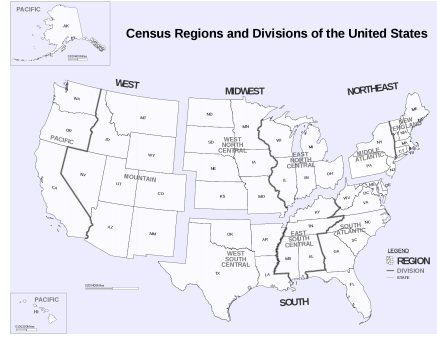 PACIFIC
AK
Census Regions and Divisions of the United States
WEST
MIDWEST
NORTHEAST
WA
MT
ND
MN
ME
OR
ID
SD
WI
MI
NY
NEW
ENGLAND
PACIFIC
WY
WEST
NORTH
CENTRAL
IA
EAST
NORTH
CENTRAL
MIDDLE
ATLANTIC
PA
CT
NJ
NV
UT
MOUNTAIN
CO
NE
KS
MO
IL
IN
OH
CA
AZ
NM
OK
AR
KY
TN
WV
VA
NC
SC
SOUTH
ATLANTIC
EAST
SOUTH
CENTRAL
MS
AL
GA
WEST
SOUTH
CENTRAL
TX
LA
FL
SOUTH
LEGEND
REGION
DIVISION
STATE
PACIFIC
HI